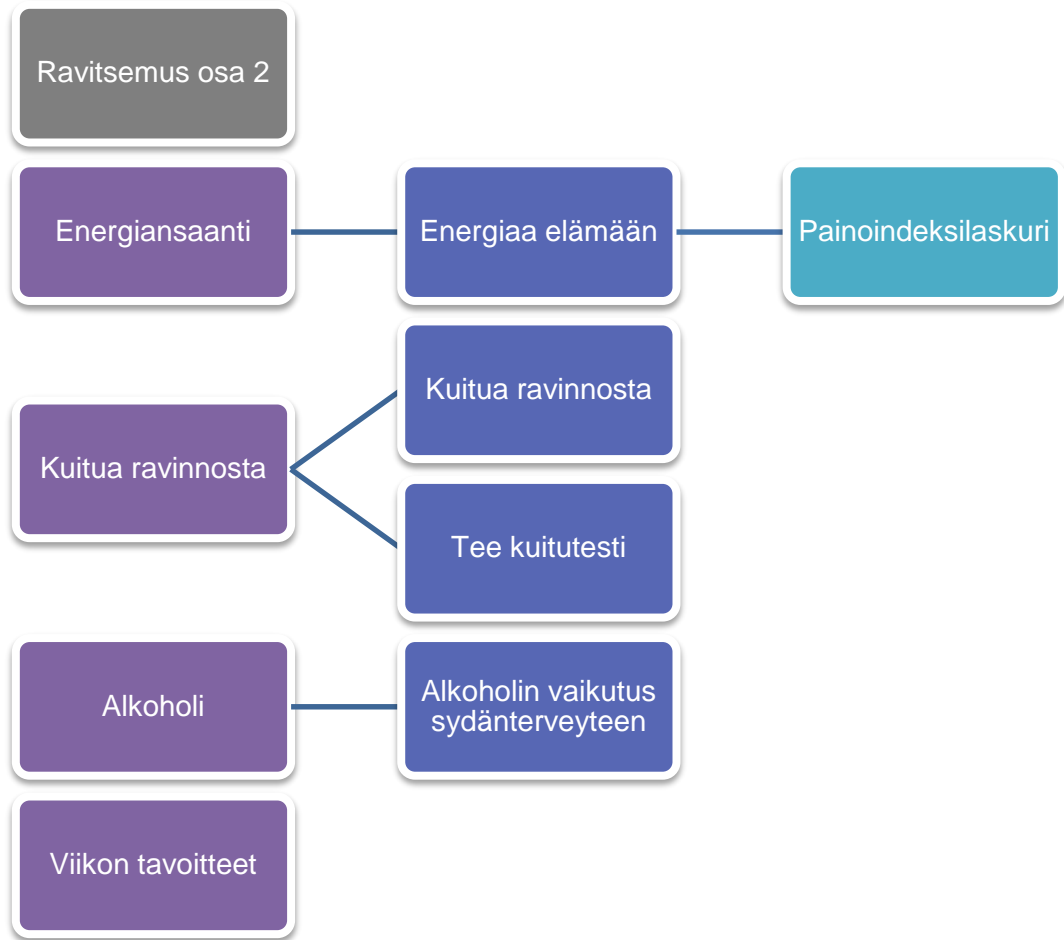 Ravitsemus osa 2
Energiansaanti
Energiaa elämään
Painoindeksilaskuri
Kuitua ravinnosta
Kuitua ravinnosta
Tee kuitutesti
Alkoholi
Alkoholin vaikutus
sydänterveyteen
Viikon tavoitteet